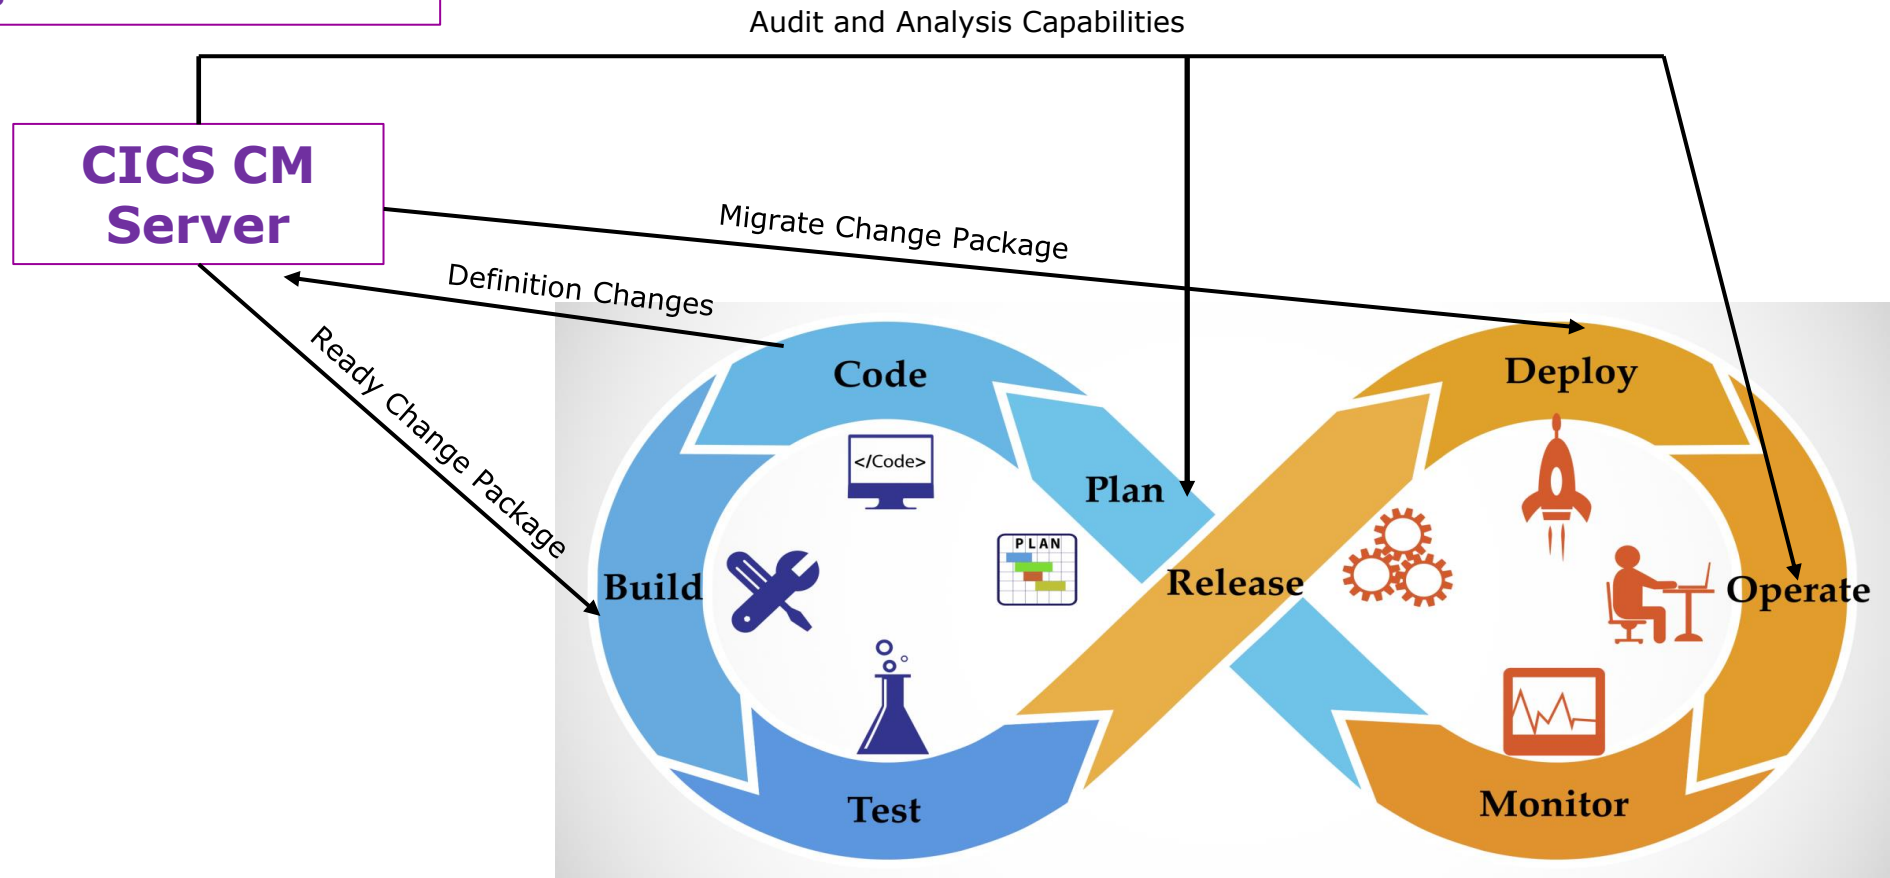 Audit and Analysis Capabilities
CICS CM
Server
Migrate Change Package
Definition Changes
Ready Change Package
Code
Deploy
</Code>
Plan
PLAN
Build
Release
Operate
Test
Monitor